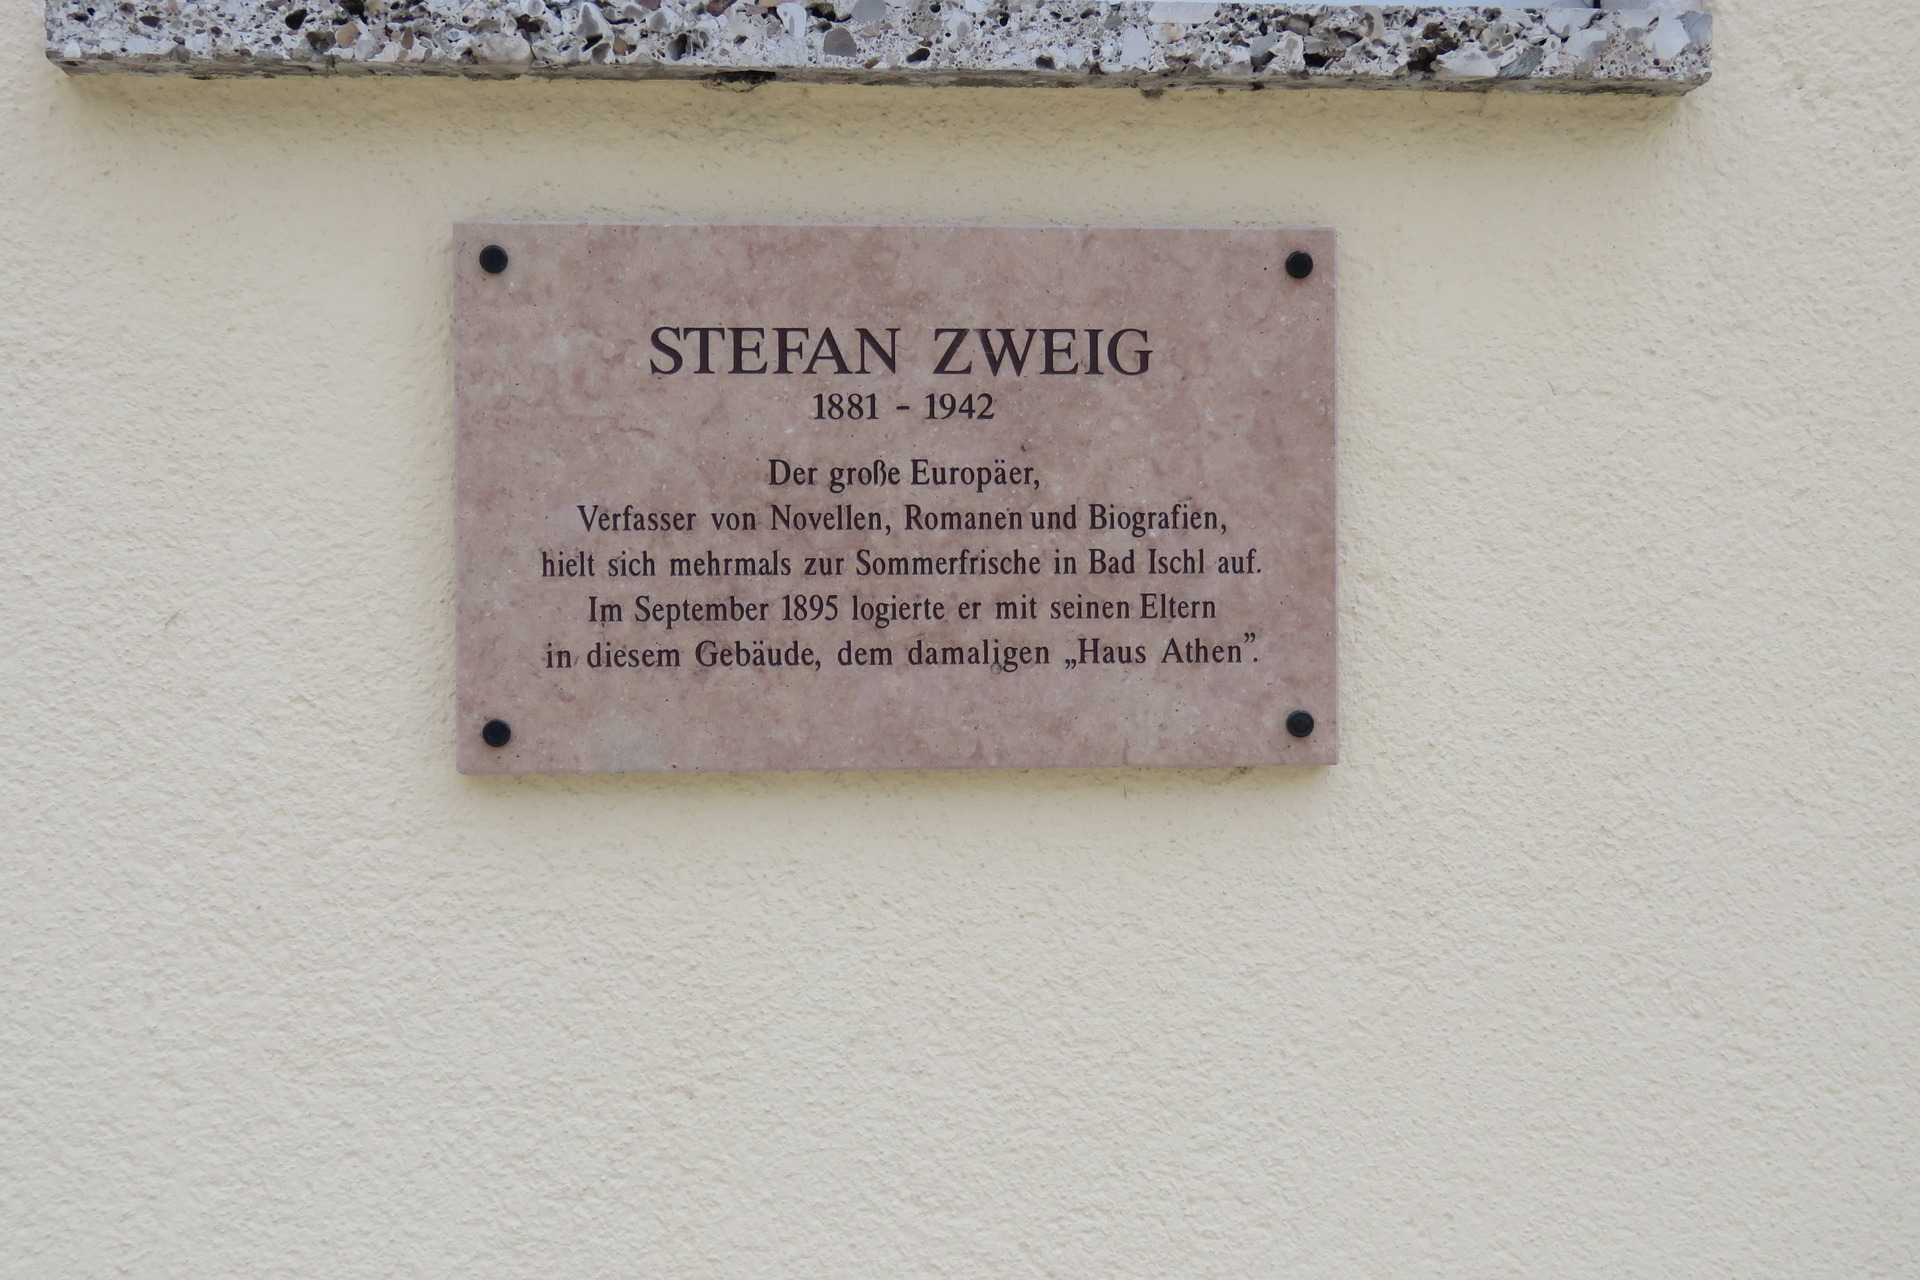 STEFAN ZWEIG
1881 - 1942
Der große Europäer,
Verfasser von Novellen, Romanen und Biografien,
hielt sich mehrmals zur Sommerfrische in Bad Ischl auf.
Im September 1895 logierte er mit seinen Eltern
in diesem Gebäude, dem damaligen „Haus Athen”.